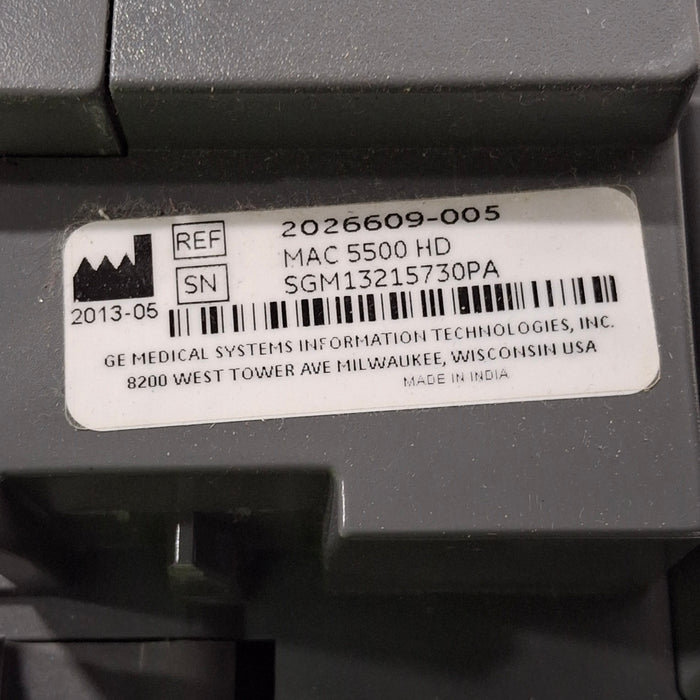 REF 2026609-005
MAC 5500 HD
SN SGM13215730PA
2013-05
GE MEDICAL SYSTEMS INFORMATION TECHNOLOGIES, INC.
8200 WEST TOWER AVE MILWAUKEE, WISCONSIN USA
MADE IN INDIA